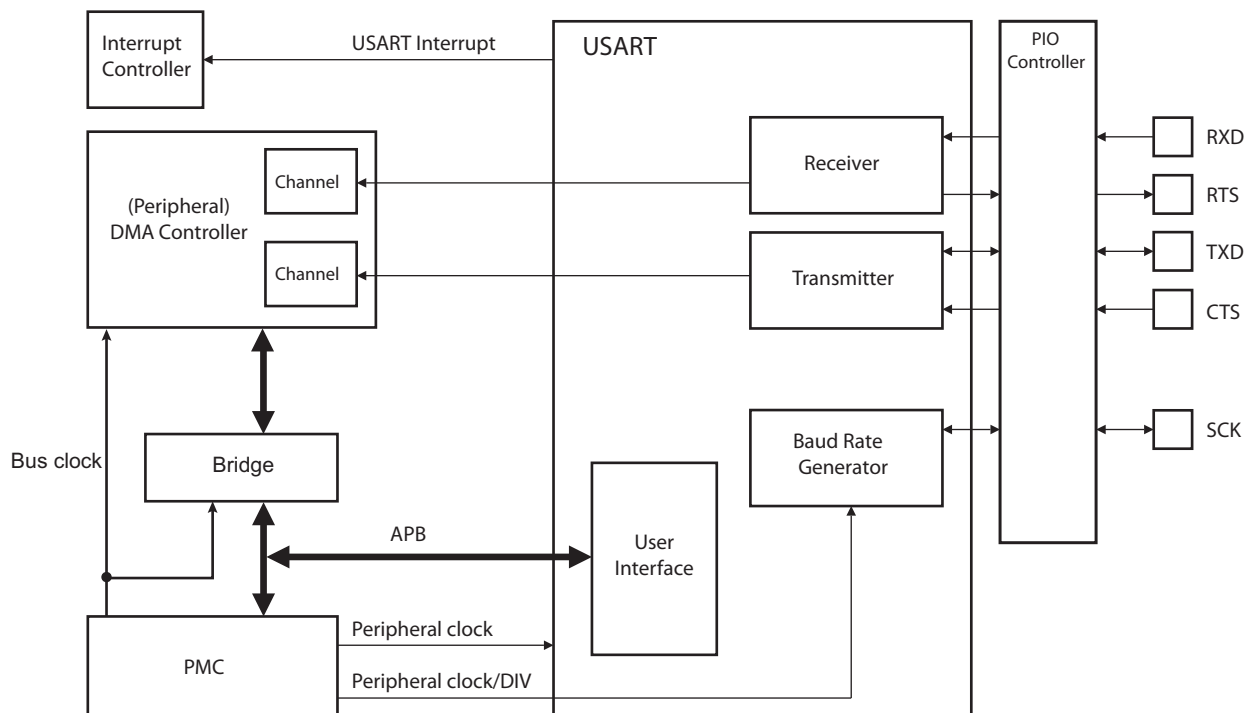 Interrupt
Controller
USART Interrupt
USART
PIO
Controller
(Peripheral)
DMA Controller
Channel
Channel
Receiver
Transmitter
RXD
RTS
TXD
CTS
SCK
Bus clock
Bridge
Baud Rate
Generator
APB
User
Interface
PMC
Peripheral clock
Peripheral clock/DIV